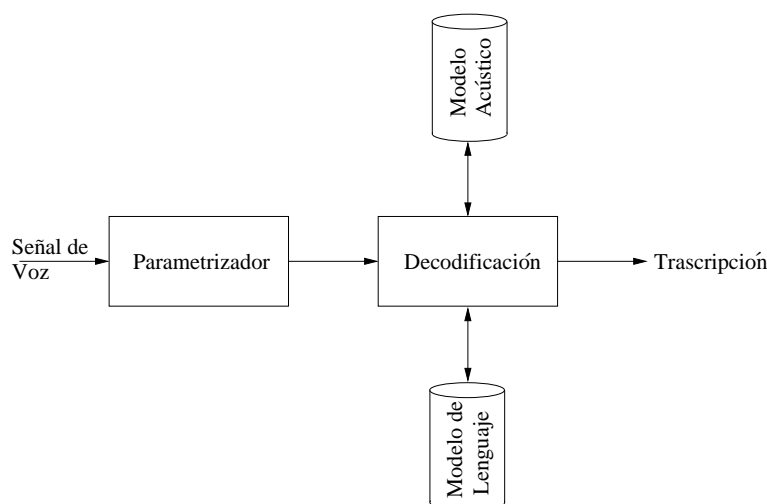 Modelo
Acústico
Señal de
Voz
Parametrizador
Decodificación
Trascripción
Modelo de
Lenguaje